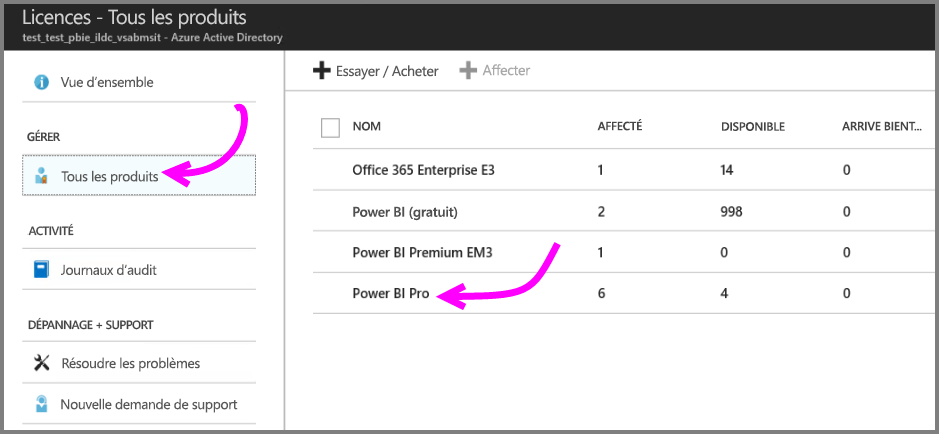 Licences - Tous les produits
test_test_pbie_ildc_vsabmsit - Azure Active Directory
Vue d'ensemble
GÉRER
Tous les produits
ACTIVITÉ
Journaux d'audit
DÉPANNAGE + SUPPORT
Résoudre les problèmes
Nouvelle demande de support
Essayer / Acheter Affecter
NOM AFFECTÉ DISPONIBLE ARRIVE BIENT...
Office 365 Enterprise E3 1 14 0
Power BI (gratuit) 2 998 0
Power BI Premium EM3 1 0 0
Power BI Pro 6 4 0